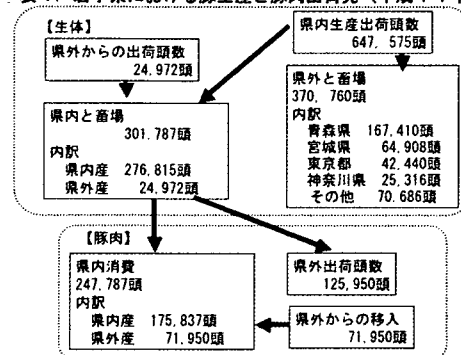 【生体】
県外からの出荷頭数
24,972頭
県内生産出荷頭数
647, 575頭
県内と畜場
301,787頭
内訳
県内産 276,815頭
県外産 24,972頭
県外と畜場
370, 760頭
内訳
青森県 167,410頭
宮城県 64,908頭
東京都 42,440頭
神奈川県 25,316頭
その他 70,686頭
【豚肉】
県内消費
247,787頭
内訳
県内産 175,837頭
県外産 71,950頭
県外出荷頭数
125,950頭
県外からの移入
71,950頭